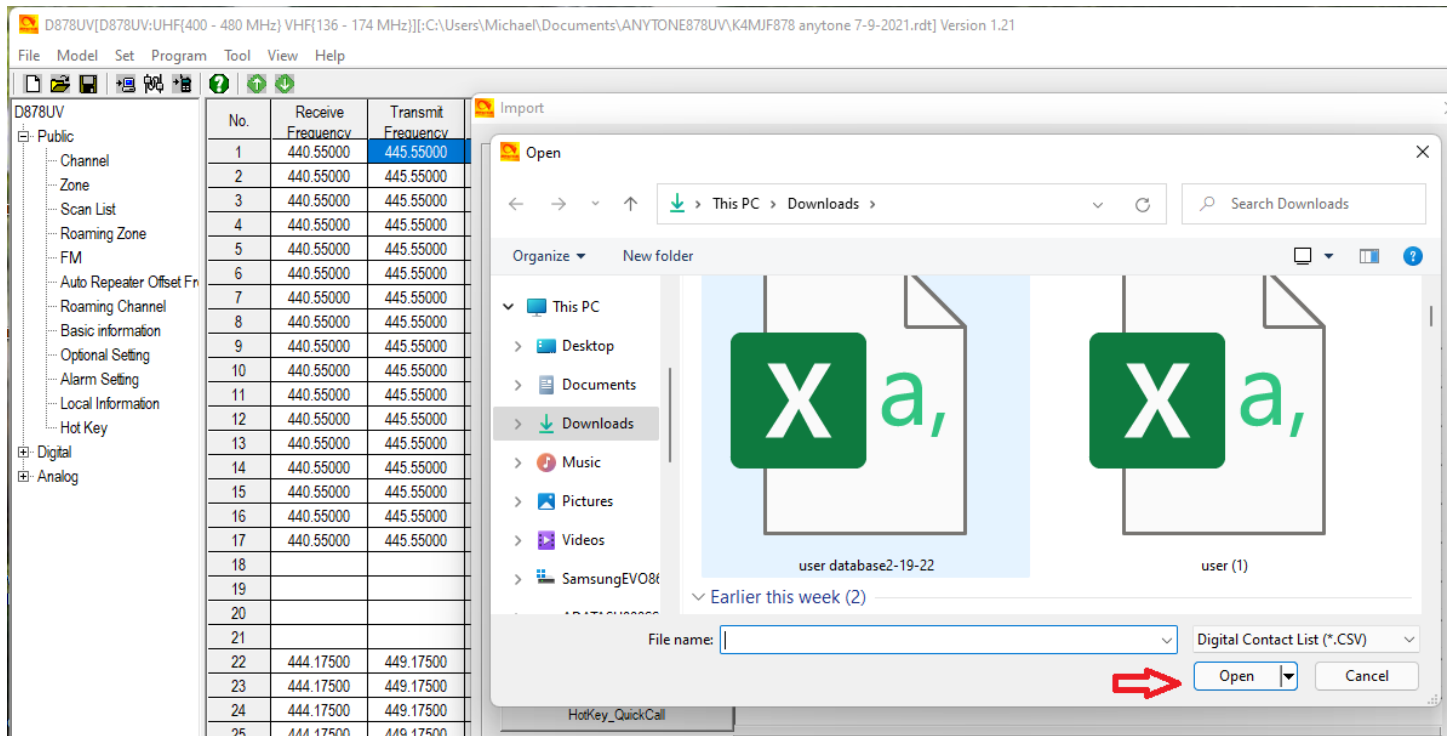 D878UV[D878UV:UHF{400 - 480 MHz} VHF{136 - 174 MHz}][:C:\Users\Michael\Documents\ANYTONE878UV\K4MJF878 anytone 7-9-2021.rdt] Version 1.21
File Model Set Program Tool View Help
D878UV
Public
Channel
Zone
Scan List
Roaming Zone
FM
Auto Repeater Offset Fr
Roaming Channel
Basic information
Optional Setting
Alarm Setting
Local Information
Hot Key
Digital
Analog
No. Receive Frequency Transmit Frequency
1 440.55000 445.55000
2 440.55000 445.55000
3 440.55000 445.55000
4 440.55000 445.55000
5 440.55000 445.55000
6 440.55000 445.55000
7 440.55000 445.55000
8 440.55000 445.55000
9 440.55000 445.55000
10 440.55000 445.55000
11 440.55000 445.55000
12 440.55000 445.55000
13 440.55000 445.55000
14 440.55000 445.55000
15 440.55000 445.55000
16 440.55000 445.55000
17 440.55000 445.55000
18
19
20
21
22 444.17500 449.17500
23 444.17500 449.17500
24 444.17500 449.17500
25 444.17500 449.17500
Import
Open
This PC > Downloads >
Search Downloads
Organize New folder
This PC
Desktop
Documents
Downloads
Music
Pictures
Videos
SamsungEVO86
X a,
X a,
user database2-19-22
user (1)
Earlier this week (2)
File name:
Digital Contact List (*.CSV)
Open Cancel
HotKey_QuickCall